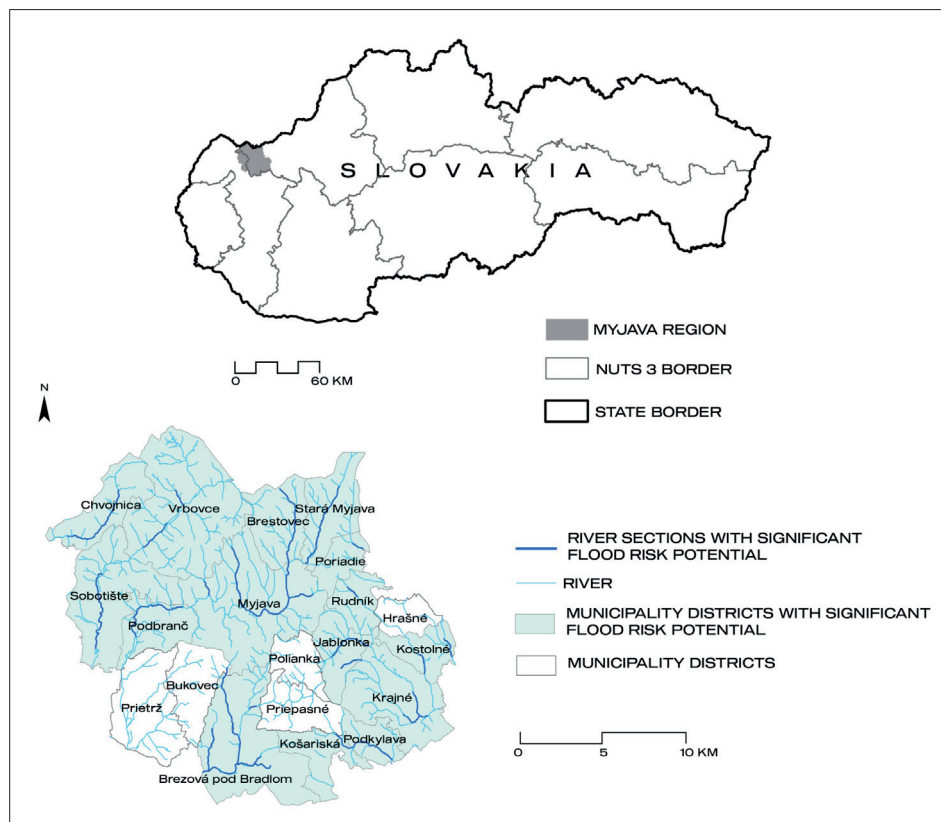 SLOVAKIA
MYJAVA REGION
NUTS 3 BORDER
STATE BORDER
0 60 KM
N
Chvojnica
Vrbovce
Brestovec
Stará Myjava
Poriadie
Sobotište
Myjava
Rudník
Hrašné
Podbranč
Jablonka
Kostolné
Polianka
Bukovec
Krajné
Prietrž
Priepasné
Košariská
Podkylava
Brezová pod Bradlom
RIVER SECTIONS WITH SIGNIFICANT
FLOOD RISK POTENTIAL
RIVER
MUNICIPALITY DISTRICTS WITH SIGNIFICANT
FLOOD RISK POTENTIAL
MUNICIPALITY DISTRICTS
0 5 10 KM